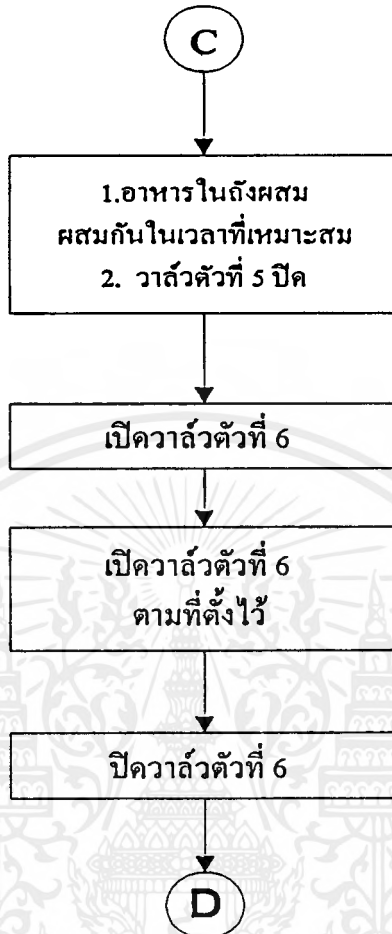 C
1.อาหารในถังผสม
ผสมกันในเวลาที่เหมาะสม
2. วาล์วตัวที่ 5 ปิด
เปิดวาล์วตัวที่ 6
เปิดวาล์วตัวที่ 6
ตามที่ตั้งไว้
ปิดวาล์วตัวที่ 6
D